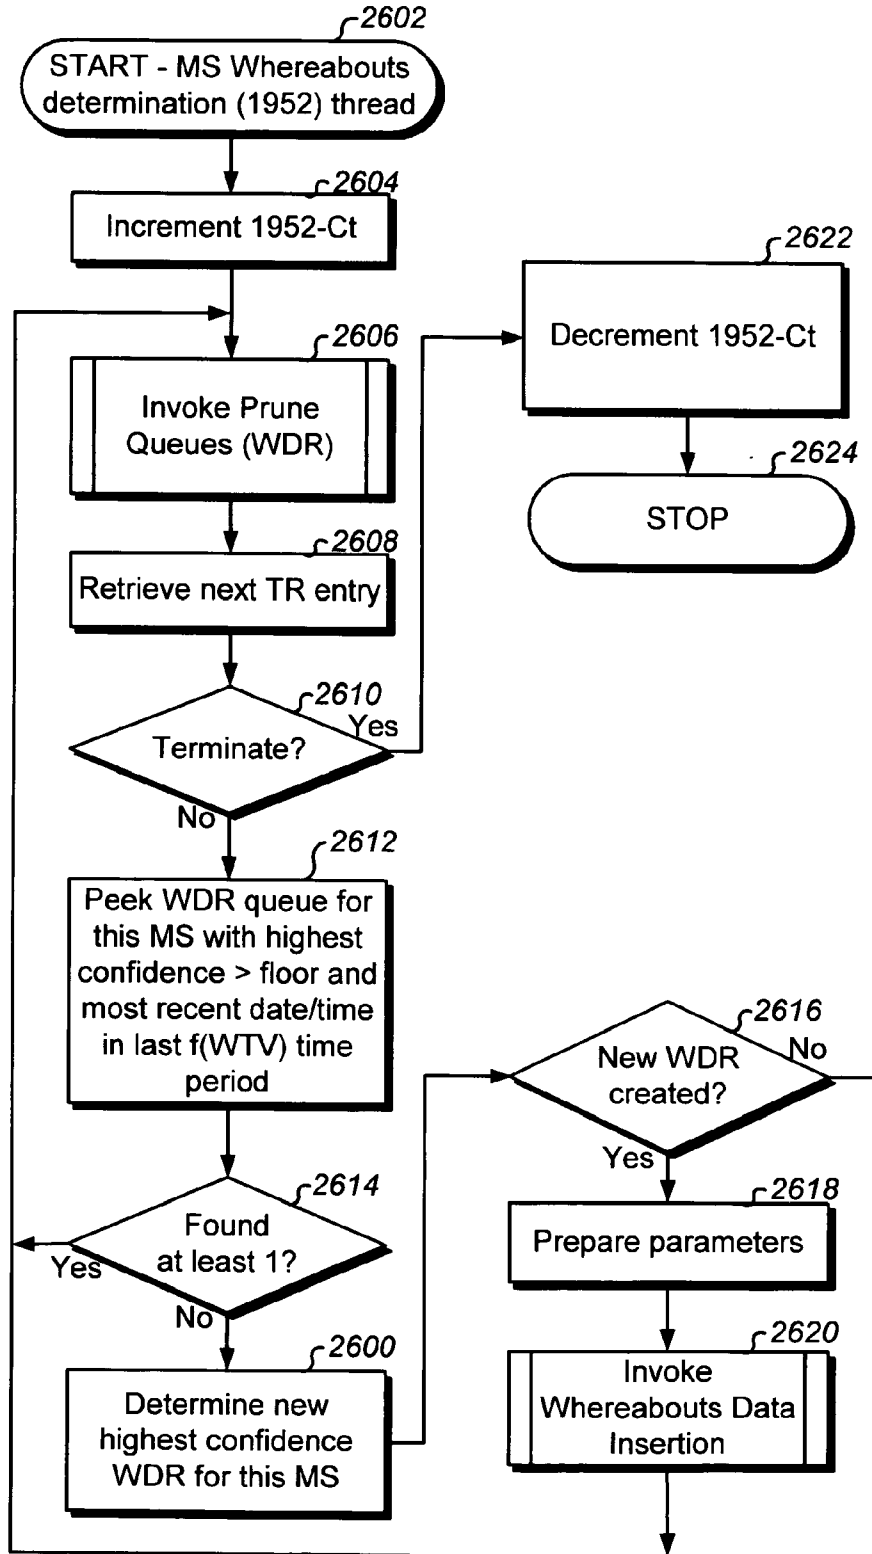 2602
START - MS Whereabouts
determination (1952) thread
2604
Increment 1952-Ct
2606
Invoke Prune
Queues (WDR)
2608
Retrieve next TR entry
2610
Terminate?
Yes
No
2622
Decrement 1952-Ct
2624
STOP
2612
Peek WDR queue for
this MS with highest
confidence > floor and
most recent date/time
in last f(WTV) time
period
2614
Found
at least 1?
Yes
No
2600
Determine new
highest confidence
WDR for this MS
2616
New WDR
created?
No
Yes
2618
Prepare parameters
2620
Invoke
Whereabouts Data
Insertion